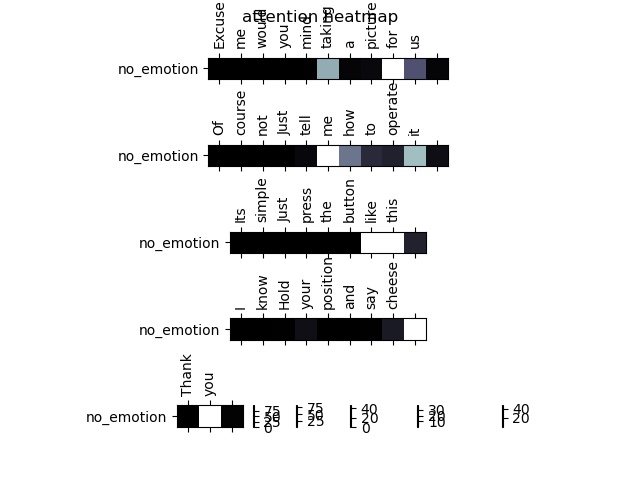 attention heatmap
Excuse me would you mind taking a picture for us
no_emotion
Of course not Just tell me how to operate it
no_emotion
Its simple Just press the button like this
no_emotion
I know Hold your position and say cheese
no_emotion
Thank you
no_emotion
75 50 25 0
75 50 25
40 20 0
30 20 10
40 20